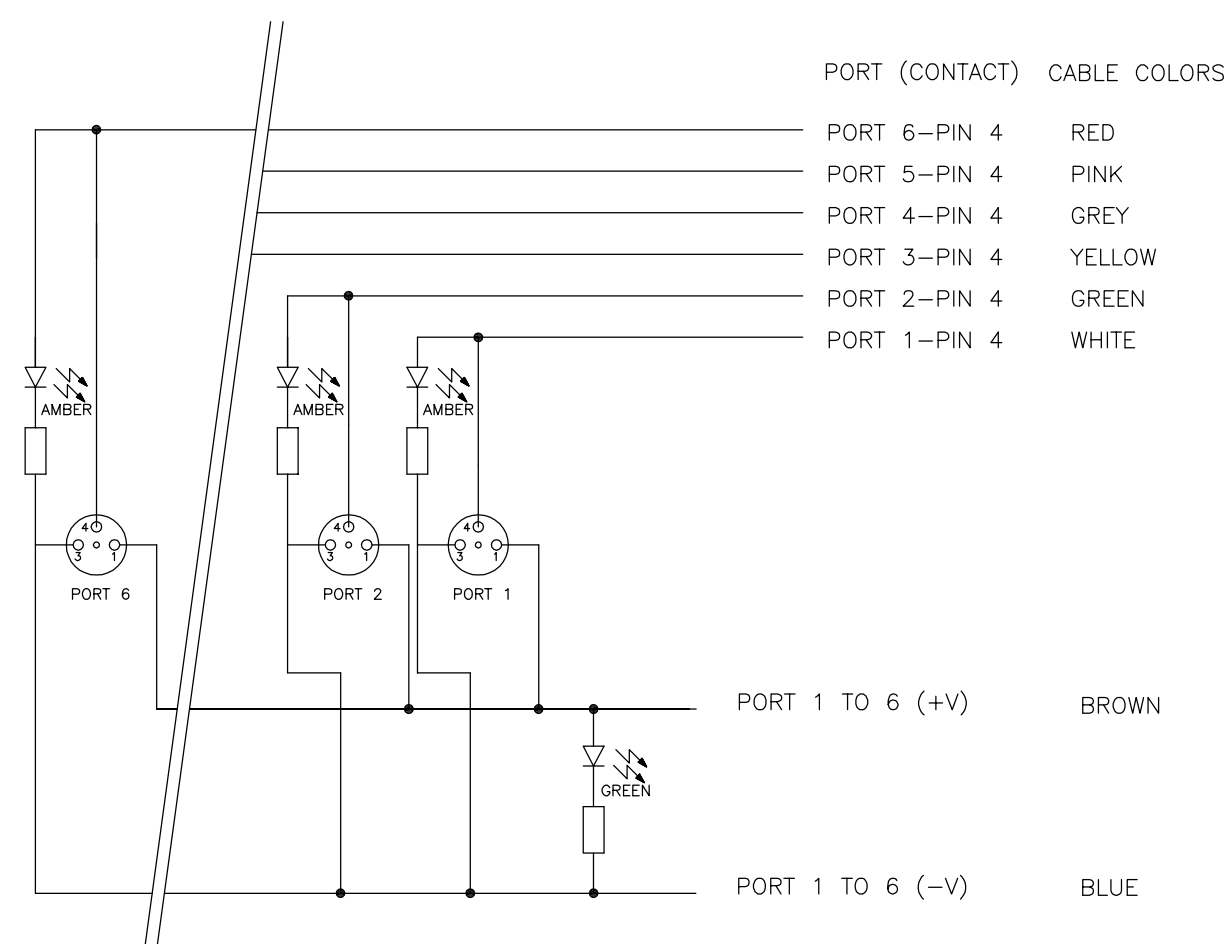 PORT (CONTACT) CABLE COLORS
PORT 6-PIN 4 RED
PORT 5-PIN 4 PINK
PORT 4-PIN 4 GREY
PORT 3-PIN 4 YELLOW
PORT 2-PIN 4 GREEN
PORT 1-PIN 4 WHITE
AMBER AMBER AMBER
4 4 4
3 1 3 1 3 1
PORT 6 PORT 2 PORT 1
PORT 1 TO 6 (+V) BROWN
GREEN
PORT 1 TO 6 (-V) BLUE